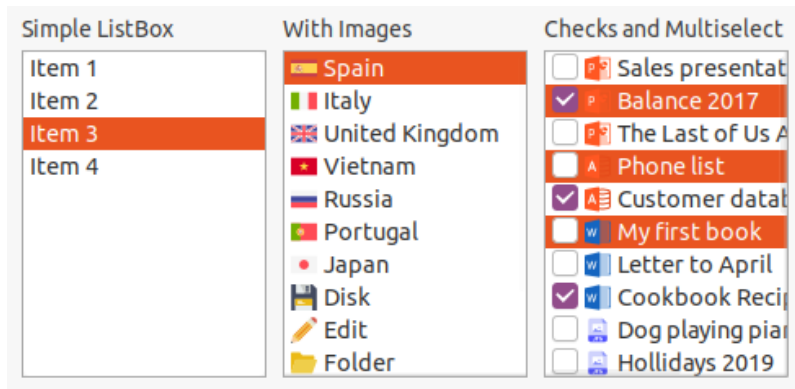 Simple ListBox
Item 1
Item 2
Item 3
Item 4
With Images
Spain
Italy
United Kingdom
Vietnam
Russia
Portugal
Japan
Disk
Edit
Folder
Checks and Multiselect
Sales presentat
Balance 2017
The Last of Us A
Phone list
Customer datab
My first book
Letter to April
Cookbook Recip
Dog playing pian
Hollidays 2019